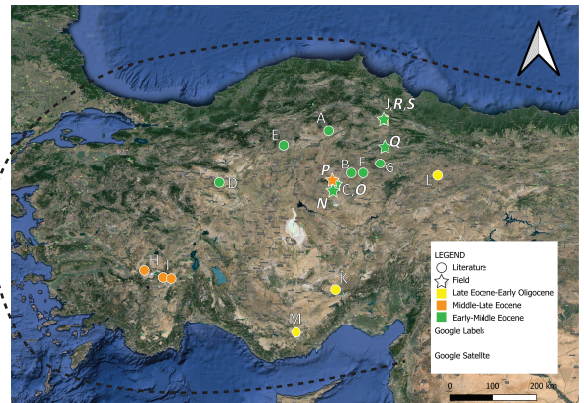 J,R,S
A
E
Q
P
B F G
L
D
C,O
N
H I
K
M
LEGEND
Literature
Field
Late Eocene-Early Oligocene
Middle-Late Eocene
Early-Middle Eocene
Google Labels
Google Satellite
0 100 200 km